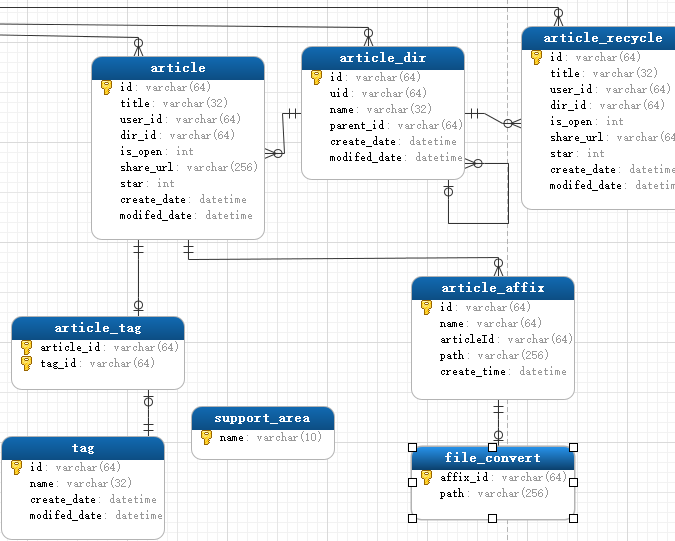 article
id: varchar(64)
title: varchar(32)
user_id: varchar(64)
dir_id: varchar(64)
is_open: int
share_url: varchar(256)
star: int
create_date: datetime
modifed_date: datetime
article_dir
id: varchar(64)
uid: varchar(64)
name: varchar(32)
parent_id: varchar(64)
create_date: datetime
modifed_date: datetime
article_recycle
id: varchar(64)
title: varchar(32)
user_id: varchar(64)
dir_id: varchar(64)
is_open: int
share_url: varchar(64
star: int
create_date: datetime
modifed_date: datetim
article_affix
id: varchar(64)
name: varchar(64)
articleId: varchar(64)
path: varchar(256)
create_time: datetime
article_tag
article_id: varchar(64)
tag_id: varchar(64)
support_area
name: varchar(10)
tag
id: varchar(64)
name: varchar(32)
create_date: datetime
modifed_date: datetime
file_convert
affix_id: varchar(64)
path: varchar(256)